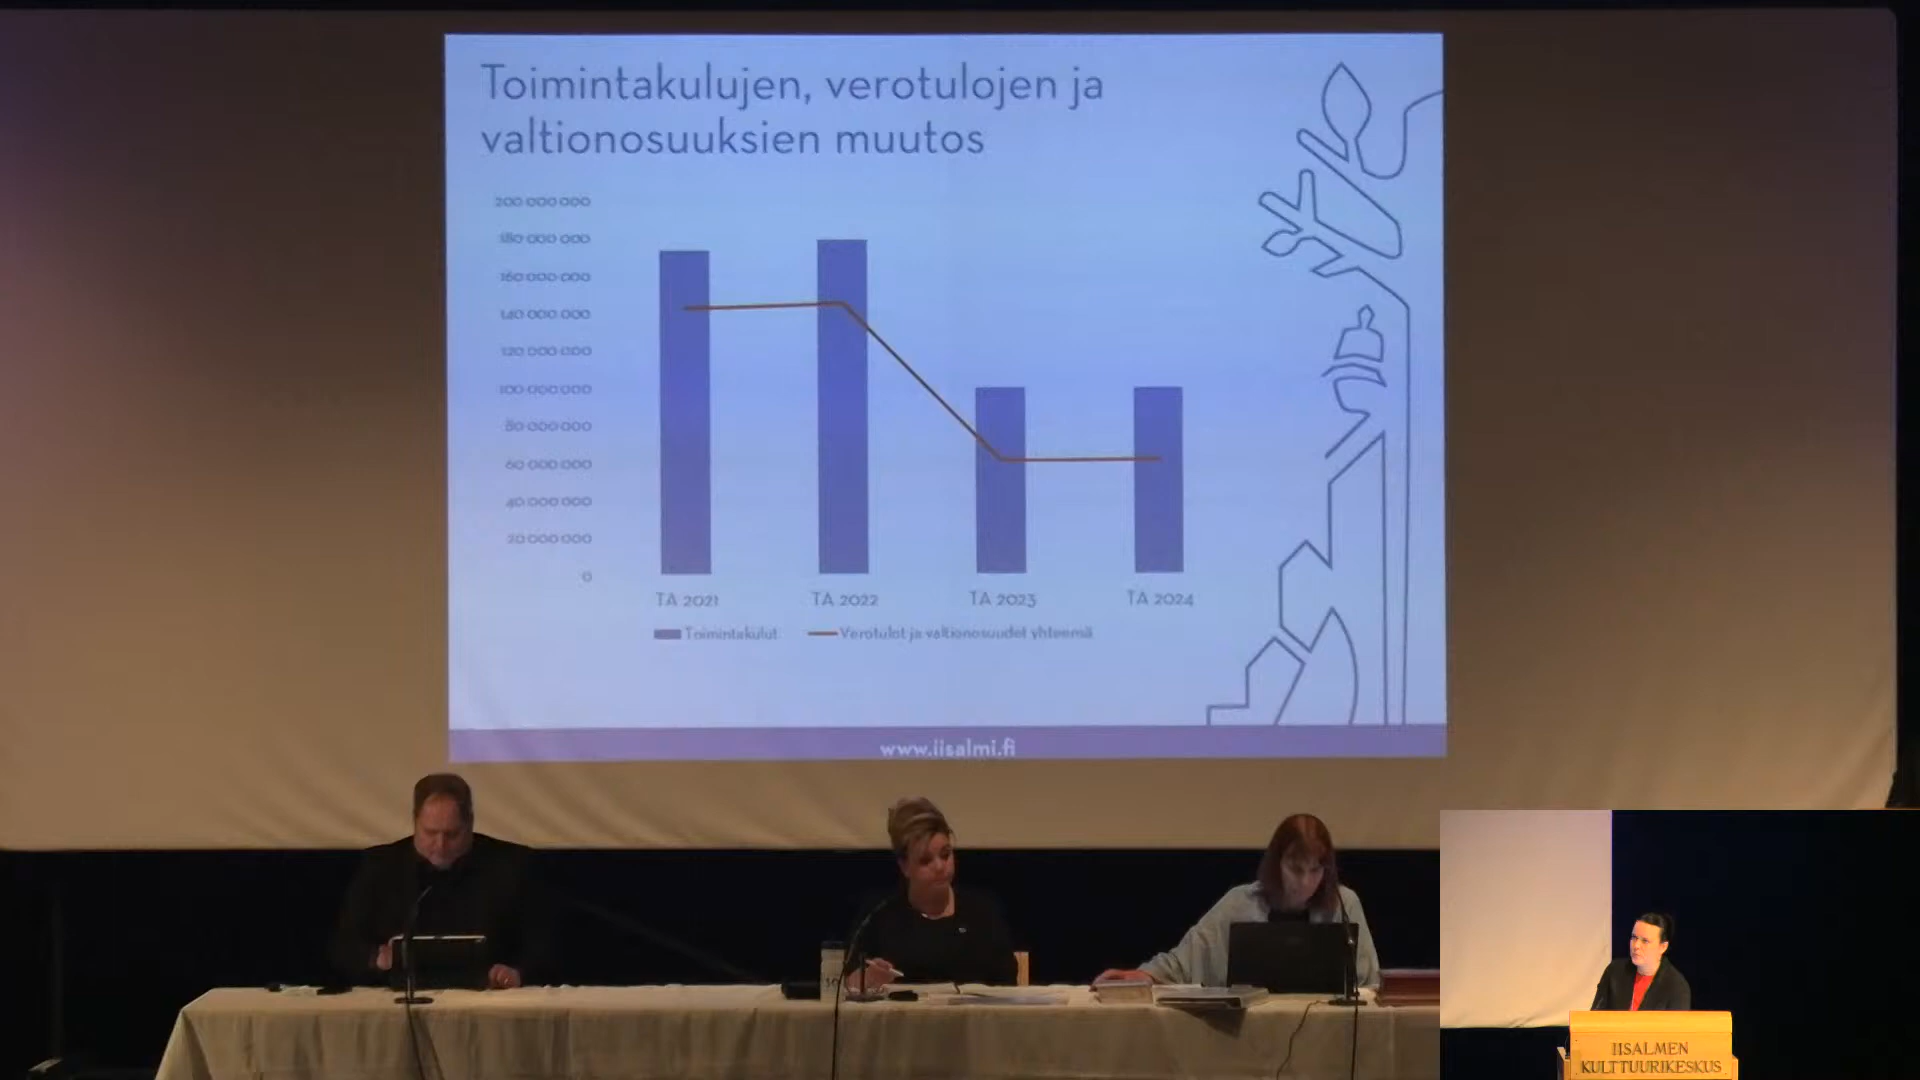 Toimintakulujen, verotulojen ja
valtionosuuksien muutos
200 000 000
180 000 000
160 000 000
140 000 000
120 000 000
100 000 000
80 000 000
60 000 000
40 000 000
20 000 000
0
TA 2021
TA 2022
TA 2023
TA 2024
Toimintakulut
Verotulot ja valtionosuudet yhteensä
www.iisalmi.fi
IISALMEN
KULTTUURIKESKUS